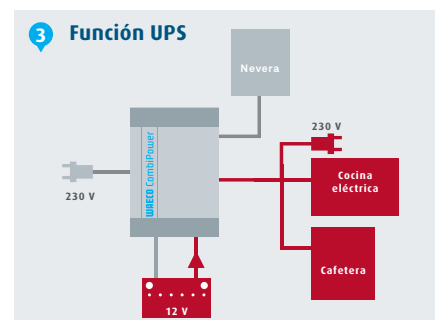 3 Función UPS
Nevera
230 V
WAECO CombiPower
230 V
Cocina
eléctrica
Cafetera
12 V